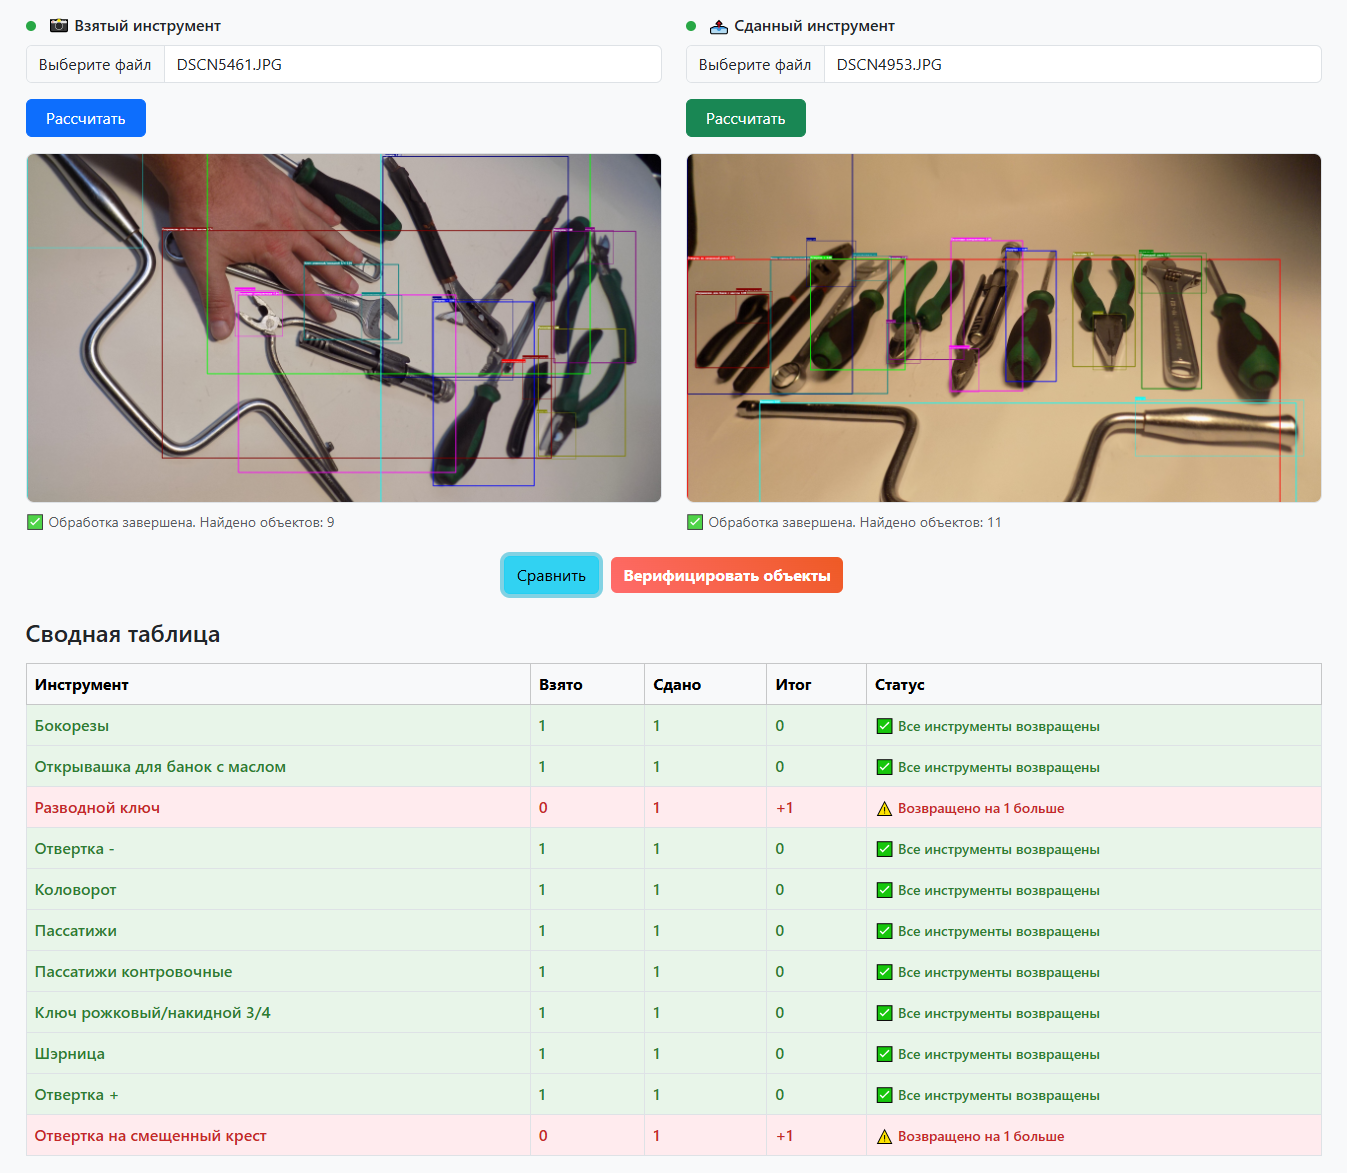 Взятый инструмент
Выберите файл DSCN5461.JPG
Рассчитать
✅ Обработка завершена. Найдено объектов: 9
Сданный инструмент
Выберите файл DSCN4953.JPG
Рассчитать
✅ Обработка завершена. Найдено объектов: 11
Сравнить Верифицировать объекты
Сводная таблица
Инструмент Взято Сдано Итог Статус
Бокорезы 1 1 0 ✅ Все инструменты возвращены
Открывашка для банок с маслом 1 1 0 ✅ Все инструменты возвращены
Разводной ключ 0 1 +1 ⚠ Возвращено на 1 больше
Отвертка - 1 1 0 ✅ Все инструменты возвращены
Коловорот 1 1 0 ✅ Все инструменты возвращены
Пассатижи 1 1 0 ✅ Все инструменты возвращены
Пассатижи контровочные 1 1 0 ✅ Все инструменты возвращены
Ключ рожковый/накидной 3/4 1 1 0 ✅ Все инструменты возвращены
Шэрница 1 1 0 ✅ Все инструменты возвращены
Отвертка + 1 1 0 ✅ Все инструменты возвращены
Отвертка на смещенный крест 0 1 +1 ⚠ Возвращено на 1 больше